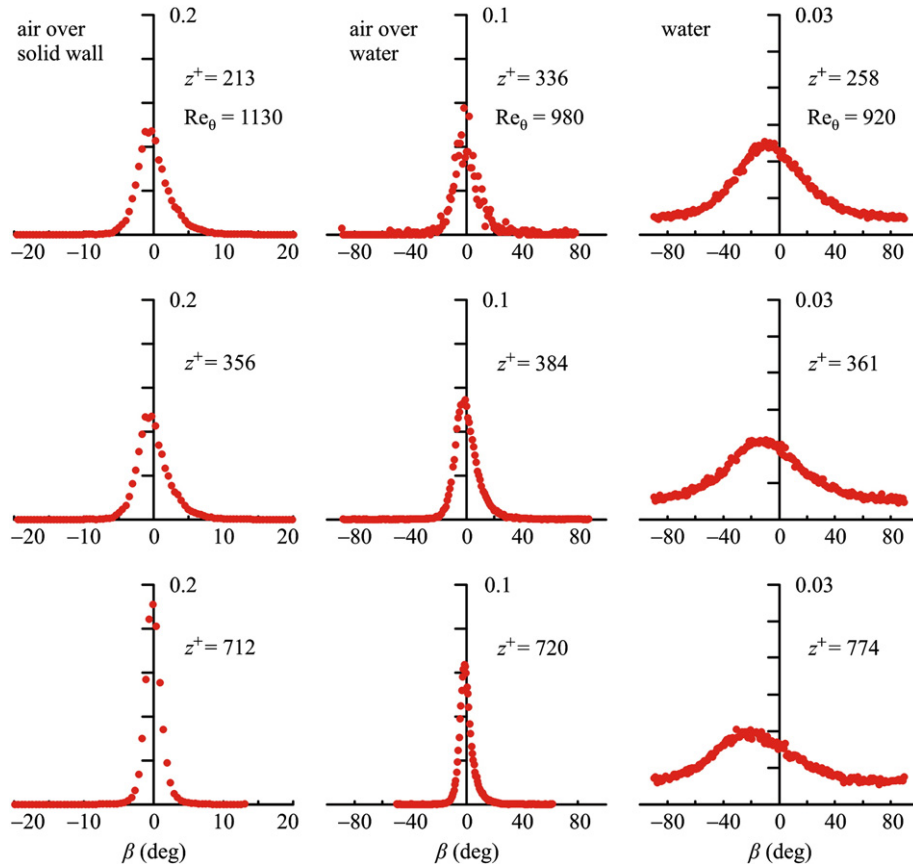 air over
solid wall
0.2
z+ = 213
Reθ = 1130
−20 −10 0 10 20
air over
water
0.1
z+ = 336
Reθ = 980
−80 −40 0 40 80
water
0.03
z+ = 258
Reθ = 920
−80 −40 0 40 80
0.2
z+ = 356
−20 −10 0 10 20
0.1
z+ = 384
−80 −40 0 40 80
0.03
z+ = 361
−80 −40 0 40 80
0.2
z+ = 712
−20 −10 0 10 20
β (deg)
0.1
z+ = 720
−80 −40 0 40 80
β (deg)
0.03
z+ = 774
−80 −40 0 40 80
β (deg)